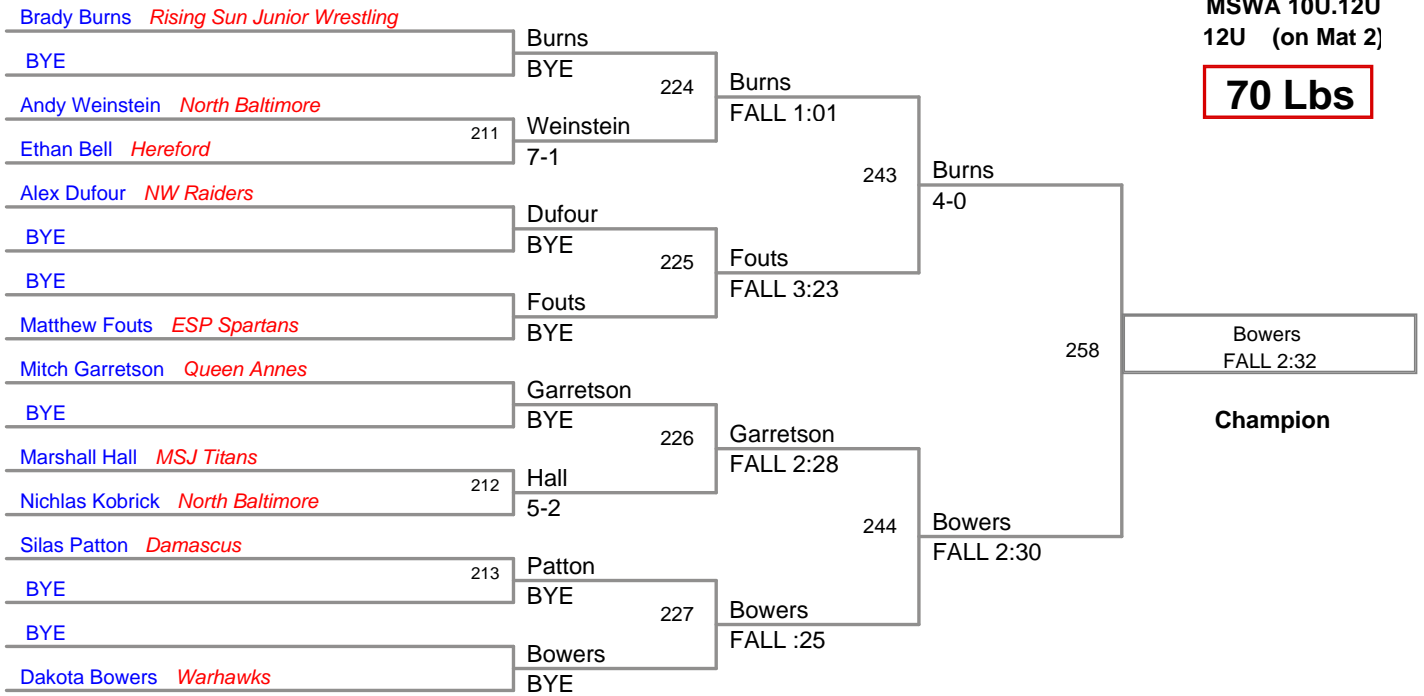 MSWA 10U.12U
12U (on Mat 2)
70 Lbs
Brady Burns Rising Sun Junior Wrestling
BYE
Andy Weinstein North Baltimore
Ethan Bell Hereford
Alex Dufour NW Raiders
BYE
BYE
Matthew Fouts ESP Spartans
Mitch Garretson Queen Annes
BYE
Marshall Hall MSJ Titans
Nichlas Kobrick North Baltimore
Silas Patton Damascus
BYE
BYE
Dakota Bowers Warhawks
Burns
BYE
211
Weinstein
7-1
Dufour
BYE
Fouts
BYE
Garretson
BYE
212
Hall
5-2
213
Patton
BYE
Bowers
BYE
224
Burns
FALL 1:01
225
Fouts
FALL 3:23
226
Garretson
FALL 2:28
227
Bowers
FALL :25
243
Burns
4-0
244
Bowers
FALL 2:30
258
Bowers
FALL 2:32
Champion